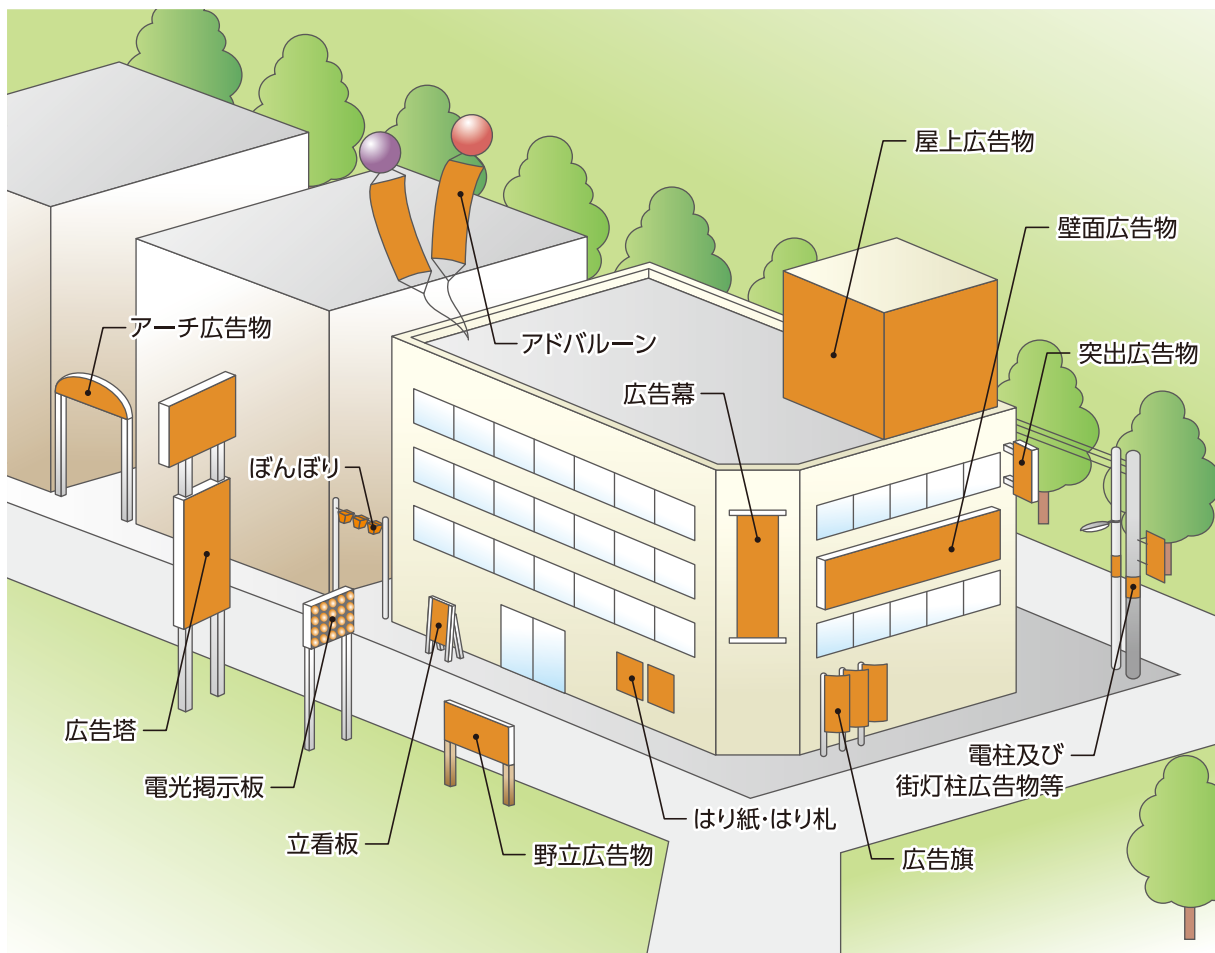 屋上広告物
壁面広告物
アーチ広告物
アドバルーン
突出広告物
広告幕
ぼんぼり
広告塔
電光掲示板
立看板
野立広告物
はり紙・はり札
広告旗
電柱及び
街灯柱広告物等